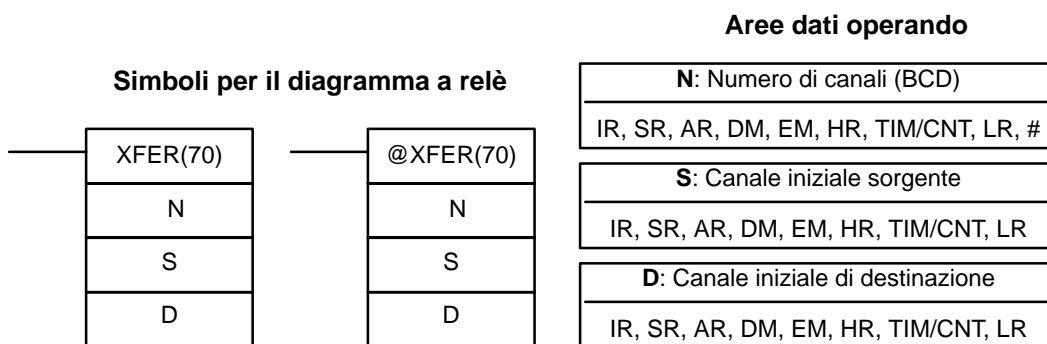 Aree dati operando
Simboli per il diagramma a relè
N: Numero di canali (BCD)
IR, SR, AR, DM, EM, HR, TIM/CNT, LR, #
XFER(70)
@XFER(70)
S: Canale iniziale sorgente
N
N
IR, SR, AR, DM, EM, HR, TIM/CNT, LR
S
S
D: Canale iniziale di destinazione
D
D
IR, SR, AR, DM, EM, HR, TIM/CNT, LR